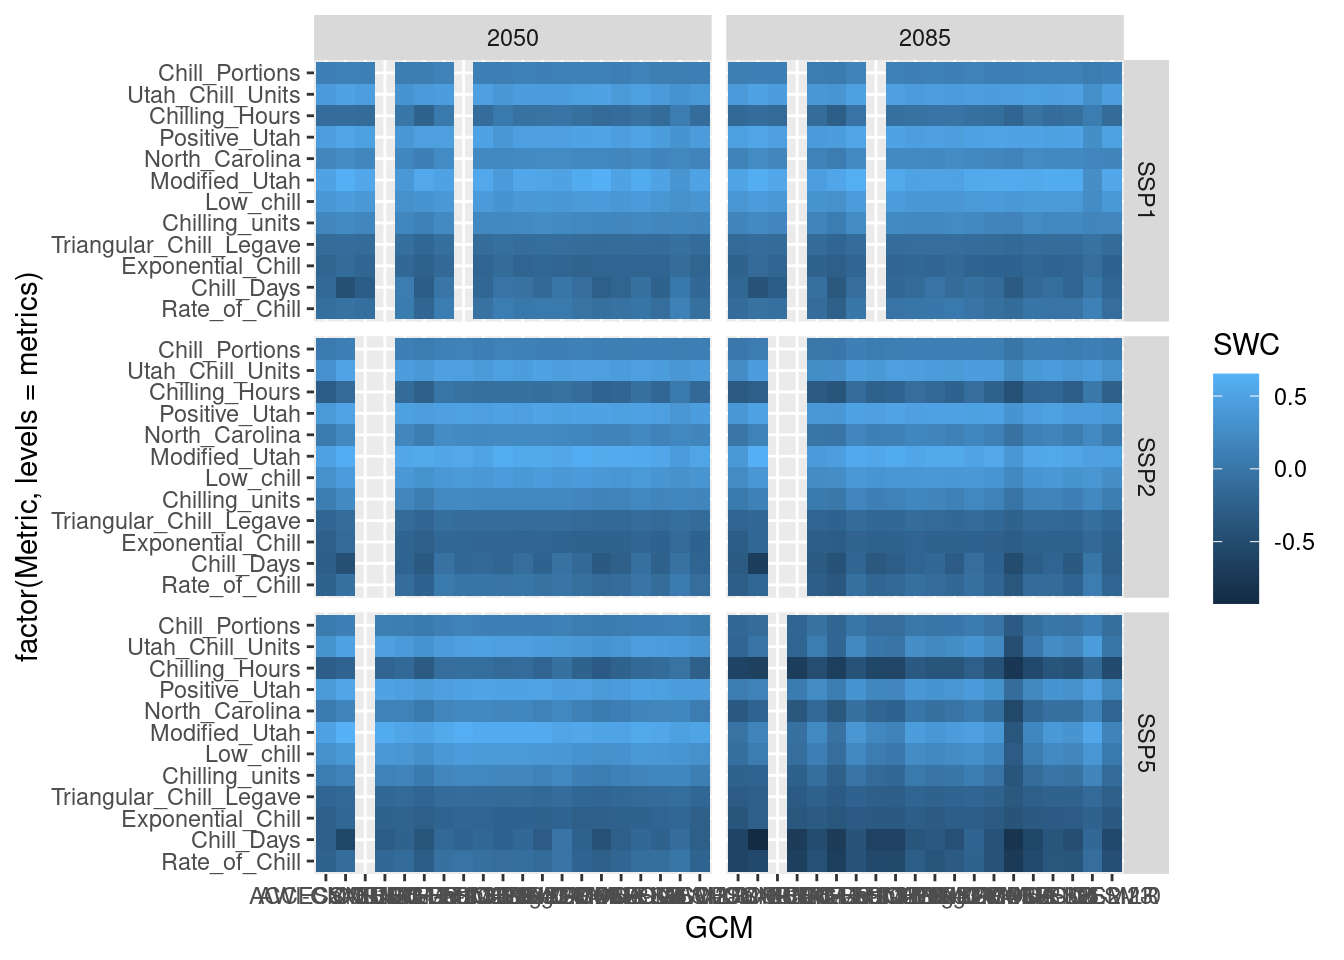 2050
2085
Chill_Portions
Utah_Chill_Units
Chilling_Hours
Positive_Utah
North_Carolina
Modified_Utah
Low_chill
Chilling_units
Triangular_Chill_Legave
Exponential_Chill
Chill_Days
Rate_of_Chill
SSP1
Chill_Portions
Utah_Chill_Units
Chilling_Hours
Positive_Utah
North_Carolina
Modified_Utah
Low_chill
Chilling_units
Triangular_Chill_Legave
Exponential_Chill
Chill_Days
Rate_of_Chill
SSP2
Chill_Portions
Utah_Chill_Units
Chilling_Hours
Positive_Utah
North_Carolina
Modified_Utah
Low_chill
Chilling_units
Triangular_Chill_Legave
Exponential_Chill
Chill_Days
Rate_of_Chill
SSP5
factor(Metric, levels = metrics)
GCM
SWC
0.5
0.0
-0.5